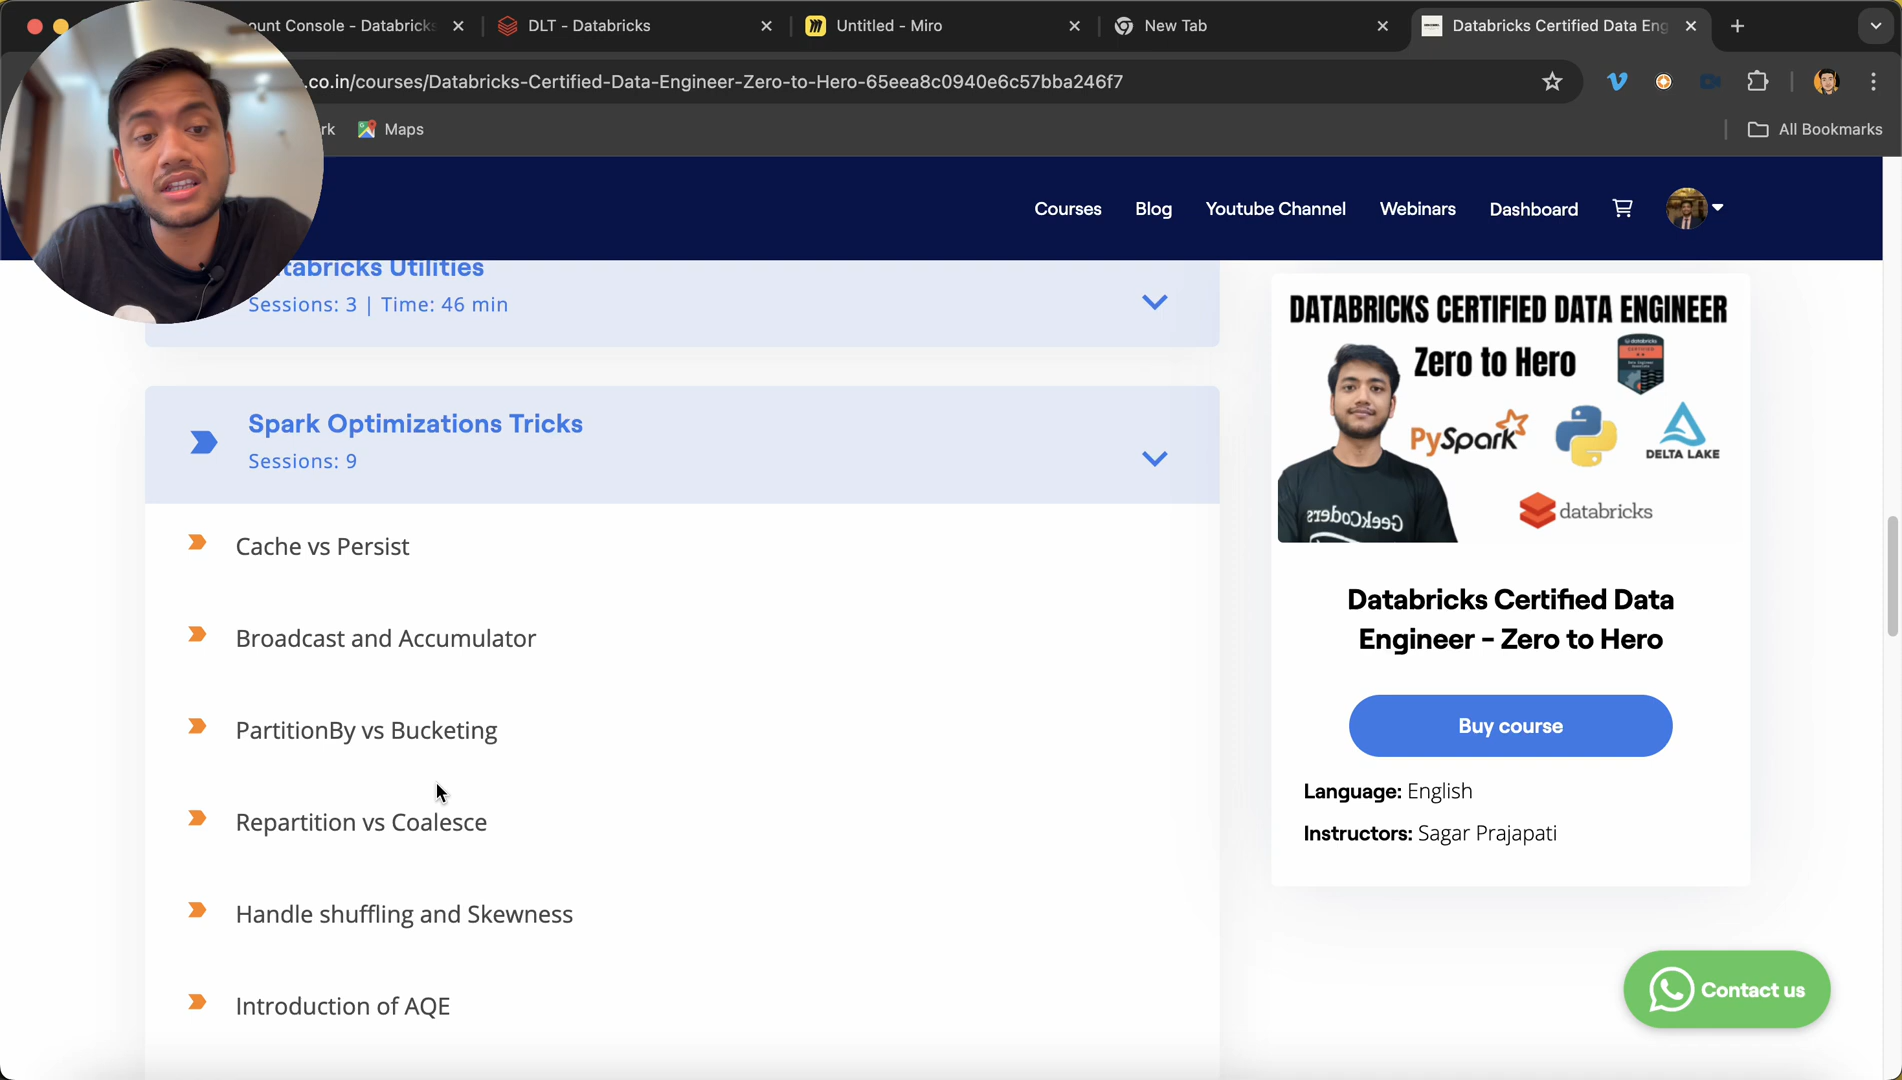 ount Console - Databricks
DLT - Databricks
Untitled - Miro
New Tab
Databricks Certified Data Eng
.co.in/courses/Databricks-Certified-Data-Engineer-Zero-to-Hero-65eea8c0940e6c57bba246f7
rk
Maps
All Bookmarks
Courses
Blog
Youtube Channel
Webinars
Dashboard
tabricks Utilities
Sessions: 3 | Time: 46 min
Spark Optimizations Tricks
Sessions: 9
Cache vs Persist
Broadcast and Accumulator
PartitionBy vs Bucketing
Repartition vs Coalesce
Handle shuffling and Skewness
Introduction of AQE
DATABRICKS CERTIFIED DATA ENGINEER
Zero to Hero
PySpark
DELTA LAKE
databricks
GeekCoders
Databricks Certified Data
Engineer - Zero to Hero
Buy course
Language: English
Instructors: Sagar Prajapati
Contact us